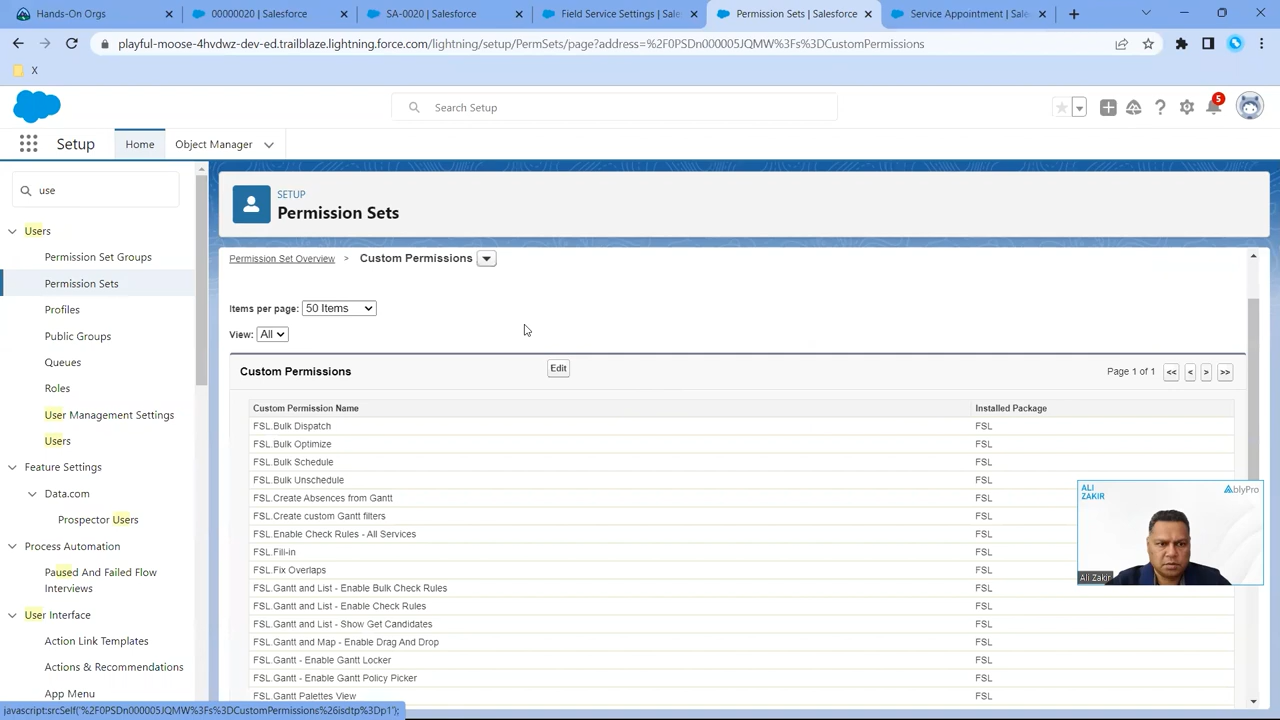 Hands-On Orgs
00000020 | Salesforce
SA-0020 | Salesforce
Field Service Settings | Sales
Permission Sets | Salesforce
Service Appointment | Sale
playful-moose-4hvdwz-dev-ed.trailblaze.lightning.force.com/lightning/setup/PermSets/page?address=%2F0PSDn000005JQMW%3Fs%3DCustomPermissions
X
Search Setup
5
Setup
Home
Object Manager
use
Users
Permission Set Groups
Permission Sets
Profiles
Public Groups
Queues
Roles
User Management Settings
Users
Feature Settings
Data.com
Prospector Users
Process Automation
Paused And Failed Flow
Interviews
User Interface
Action Link Templates
Actions & Recommendations
App Menu
SETUP
Permission Sets
Permission Set Overview > Custom Permissions
Items per page: 50 Items
View: All
Custom Permissions
Edit
Page 1 of 1 << < > >>
Custom Permission Name Installed Package
FSL.Bulk Dispatch FSL
FSL.Bulk Optimize FSL
FSL.Bulk Schedule FSL
FSL.Bulk Unschedule FSL
FSL.Create Absences from Gantt FSL
FSL.Create custom Gantt filters FSL
FSL.Enable Check Rules - All Services FSL
FSL.Fill-in FSL
FSL.Fix Overlaps FSL
FSL.Gantt and List - Enable Bulk Check Rules FSL
FSL.Gantt and List - Enable Check Rules FSL
FSL.Gantt and List - Show Get Candidates FSL
FSL.Gantt and Map - Enable Drag And Drop FSL
FSL.Gantt - Enable Gantt Locker FSL
FSL.Gantt - Enable Gantt Policy Picker FSL
FSL.Gantt Palettes View FSL
ALI
ZAKIR
AblyPro
Ali Zakir
javascript:srcSelf('%2F0PSDn000005JQMW%3Fs%3DCustomPermissions%26isdtp%3Dp1');